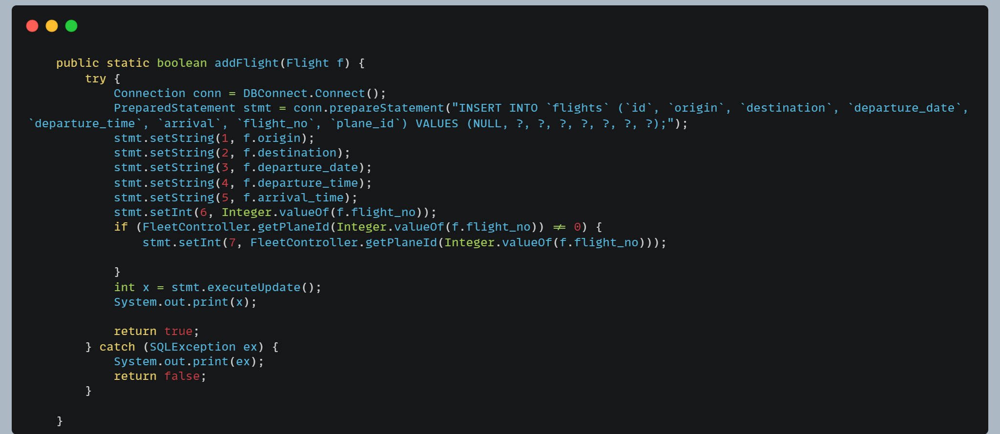 public static boolean addFlight(Flight f) {
try {
Connection conn = DBConnect.Connect();
PreparedStatement stmt = conn.prepareStatement("INSERT INTO `flights` (`id`, `origin`, `destination`, `departure_date`,
`departure_time`, `arrival`, `flight_no`, `plane_id`) VALUES (NULL, ?, ?, ?, ?, ?, ?, ?);");
stmt.setString(1, f.origin);
stmt.setString(2, f.destination);
stmt.setString(3, f.departure_date);
stmt.setString(4, f.departure_time);
stmt.setString(5, f.arrival_time);
stmt.setInt(6, Integer.valueOf(f.flight_no));
if (FleetController.getPlaneId(Integer.valueOf(f.flight_no)) != 0) {
stmt.setInt(7, FleetController.getPlaneId(Integer.valueOf(f.flight_no)));
}
int x = stmt.executeUpdate();
System.out.print(x);
return true;
} catch (SQLException ex) {
System.out.print(ex);
return false;
}
}